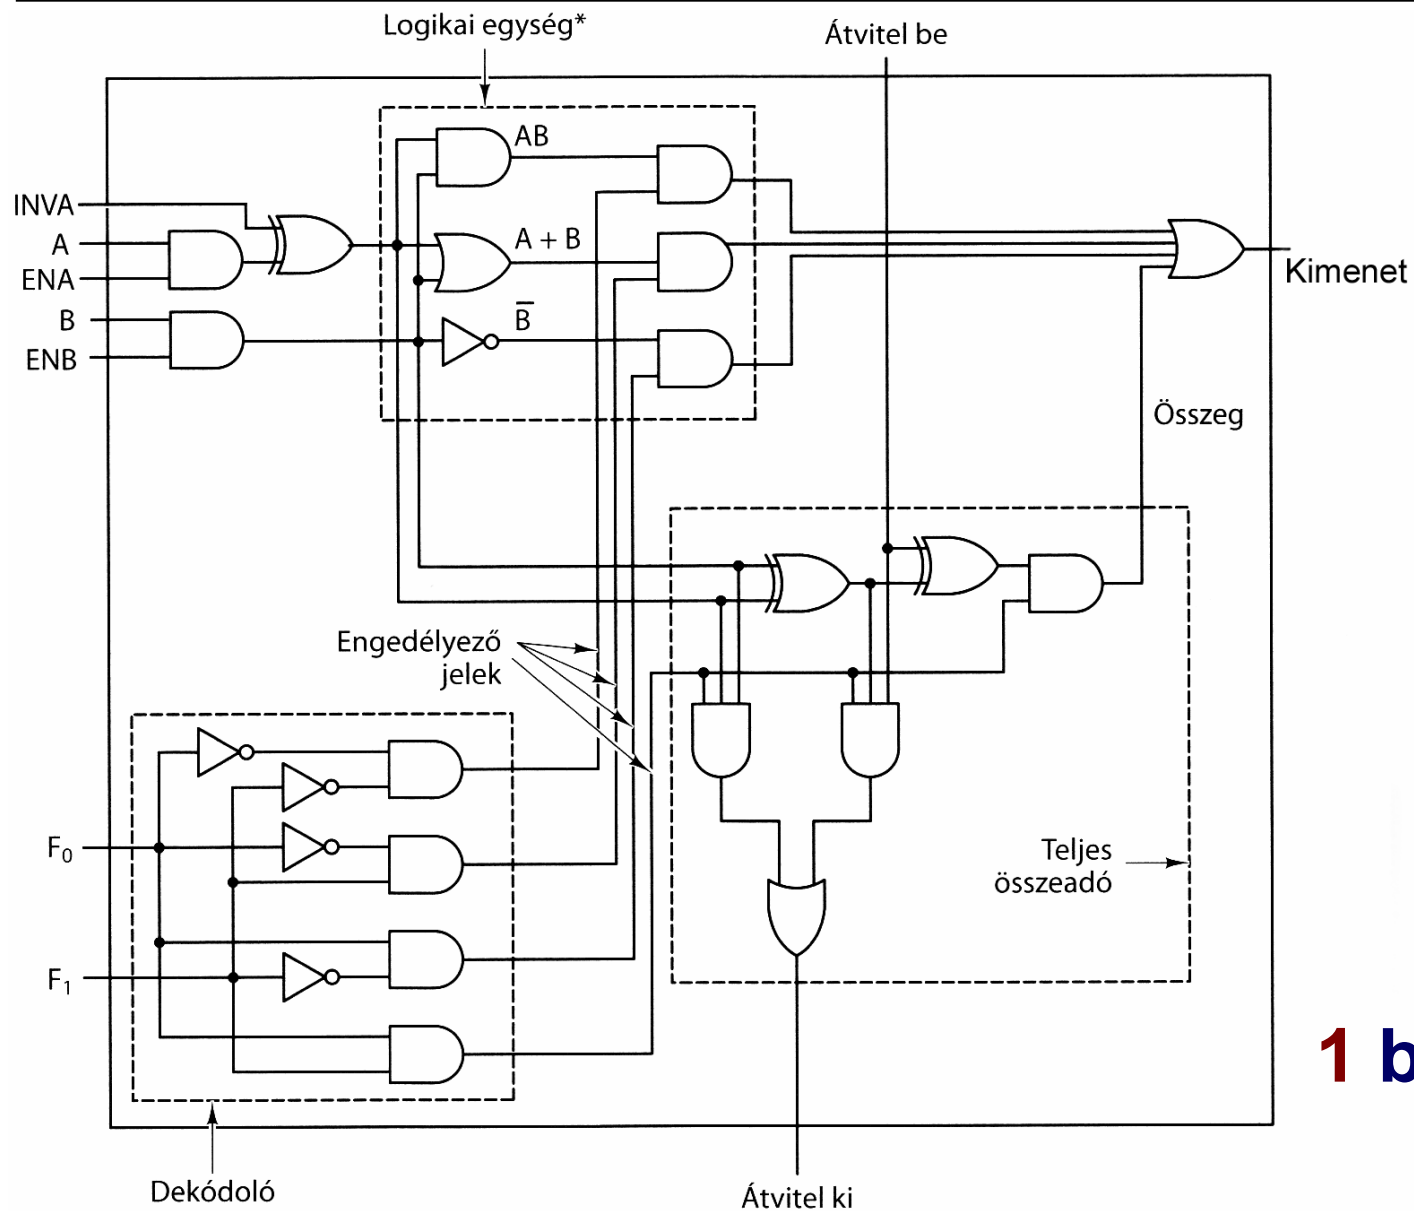 Logikai egység*
Átvitel be
AB
INVA
A
A + B
ENA
Kimenet
B
B̅
ENB
Összeg
Engedélyező
jelek
F₀
Teljes
összeadó
F₁
1 b
Dekódoló
Átvitel ki